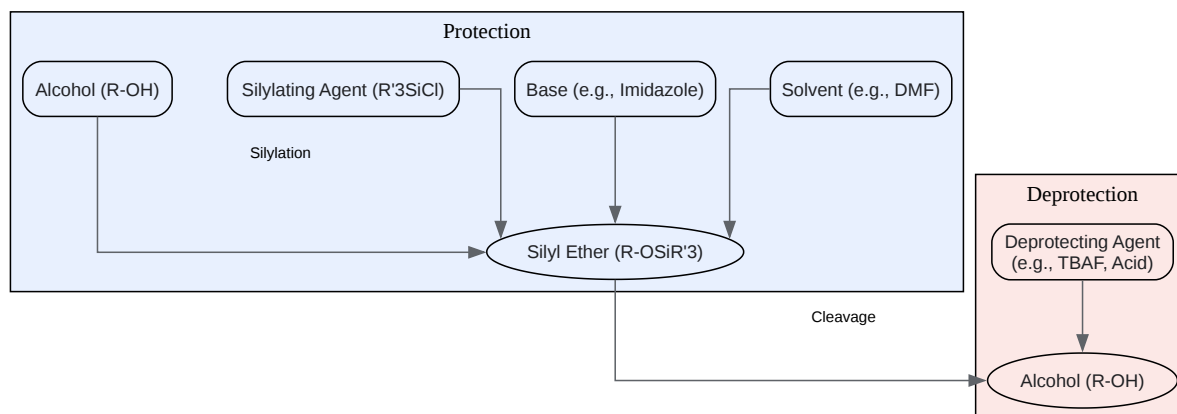 Protection
Alcohol (R-OH)
Silylating Agent (R'3SiCl)
Base (e.g., Imidazole)
Solvent (e.g., DMF)
Silylation
Silyl Ether (R-OSiR'3)
Deprotection
Deprotecting Agent
(e.g., TBAF, Acid)
Cleavage
Alcohol (R-OH)